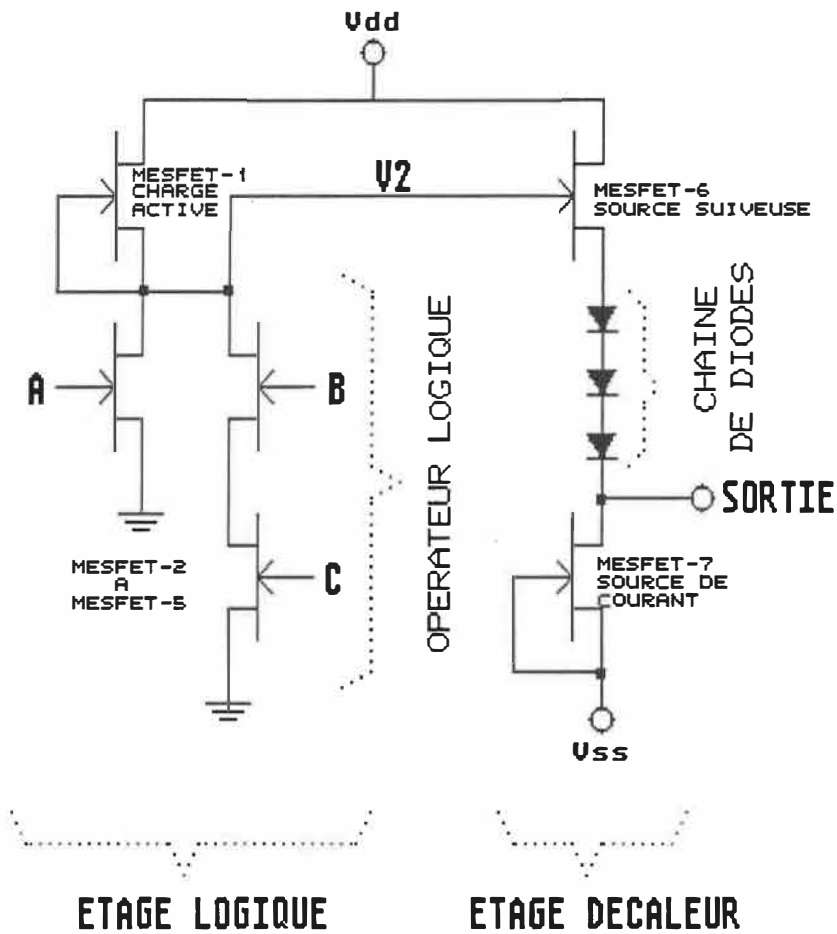 Vdd
MESFET-1
CHARGE
ACTIVE
V2
MESFET-6
SOURCE SUIVEUSE
A
B
OPERATEUR LOGIQUE
CHAINE
DE DIODES
SORTIE
MESFET-2
A
MESFET-5
C
MESFET-7
SOURCE DE
COURANT
Vss
ETAGE LOGIQUE
ETAGE DECALEUR